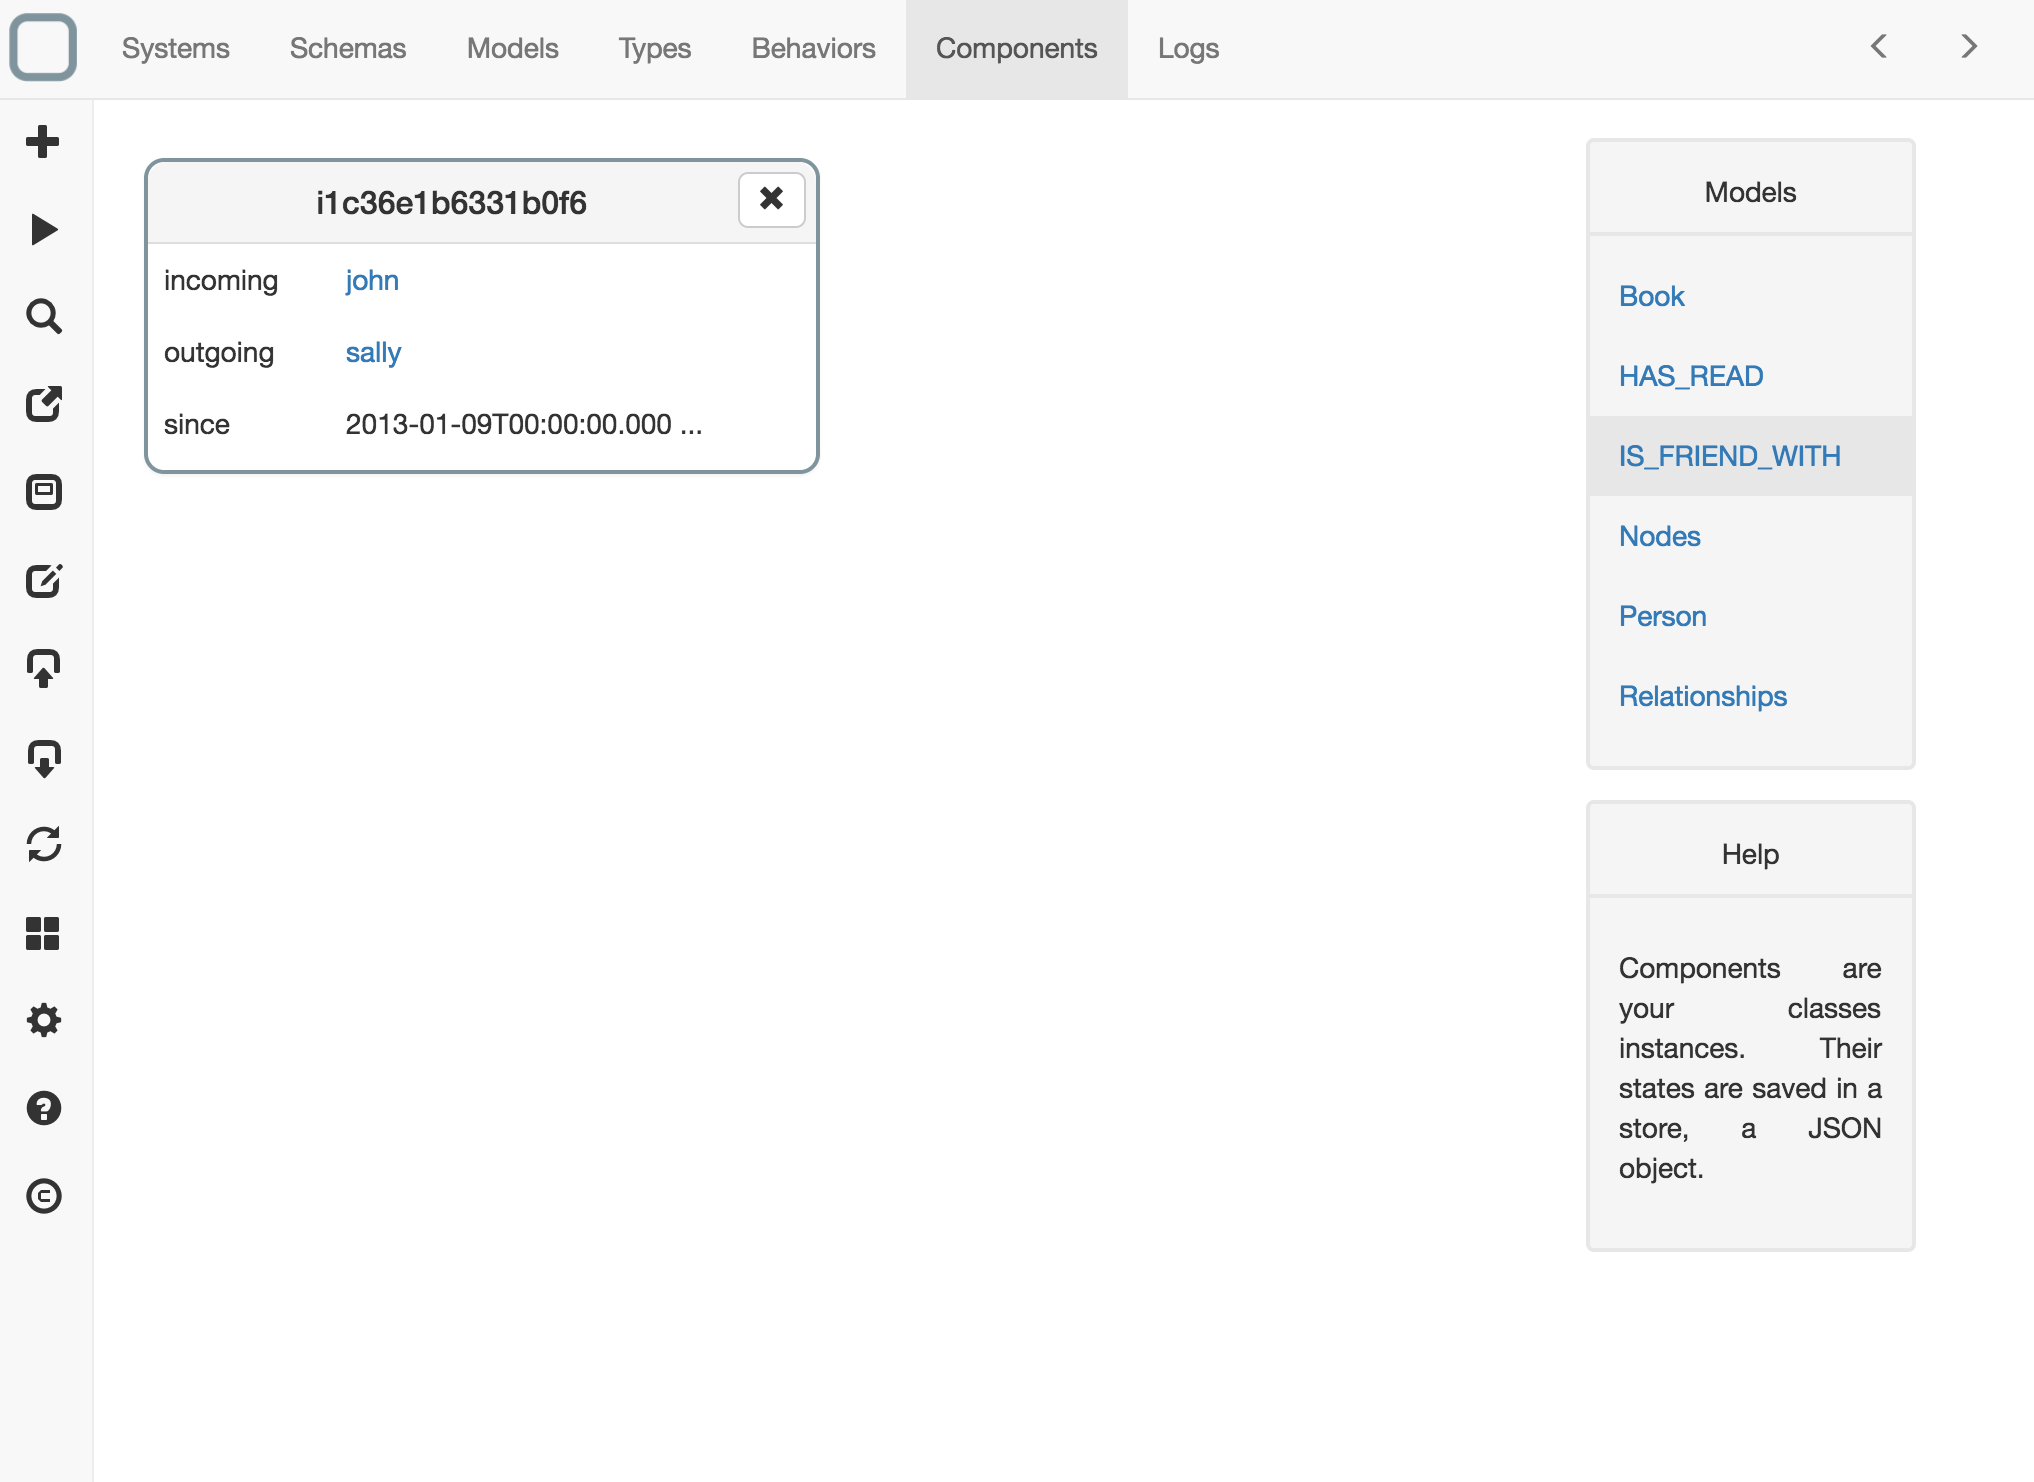 Systems Schemas Models Types Behaviors Components Logs
i1c36e1b6331b0f6
incoming john
outgoing sally
since 2013-01-09T00:00:00.000 ...
Models
Book
HAS_READ
IS_FRIEND_WITH
Nodes
Person
Relationships
Help
Components are
your classes
instances. Their
states are saved in a
store, a JSON
object.